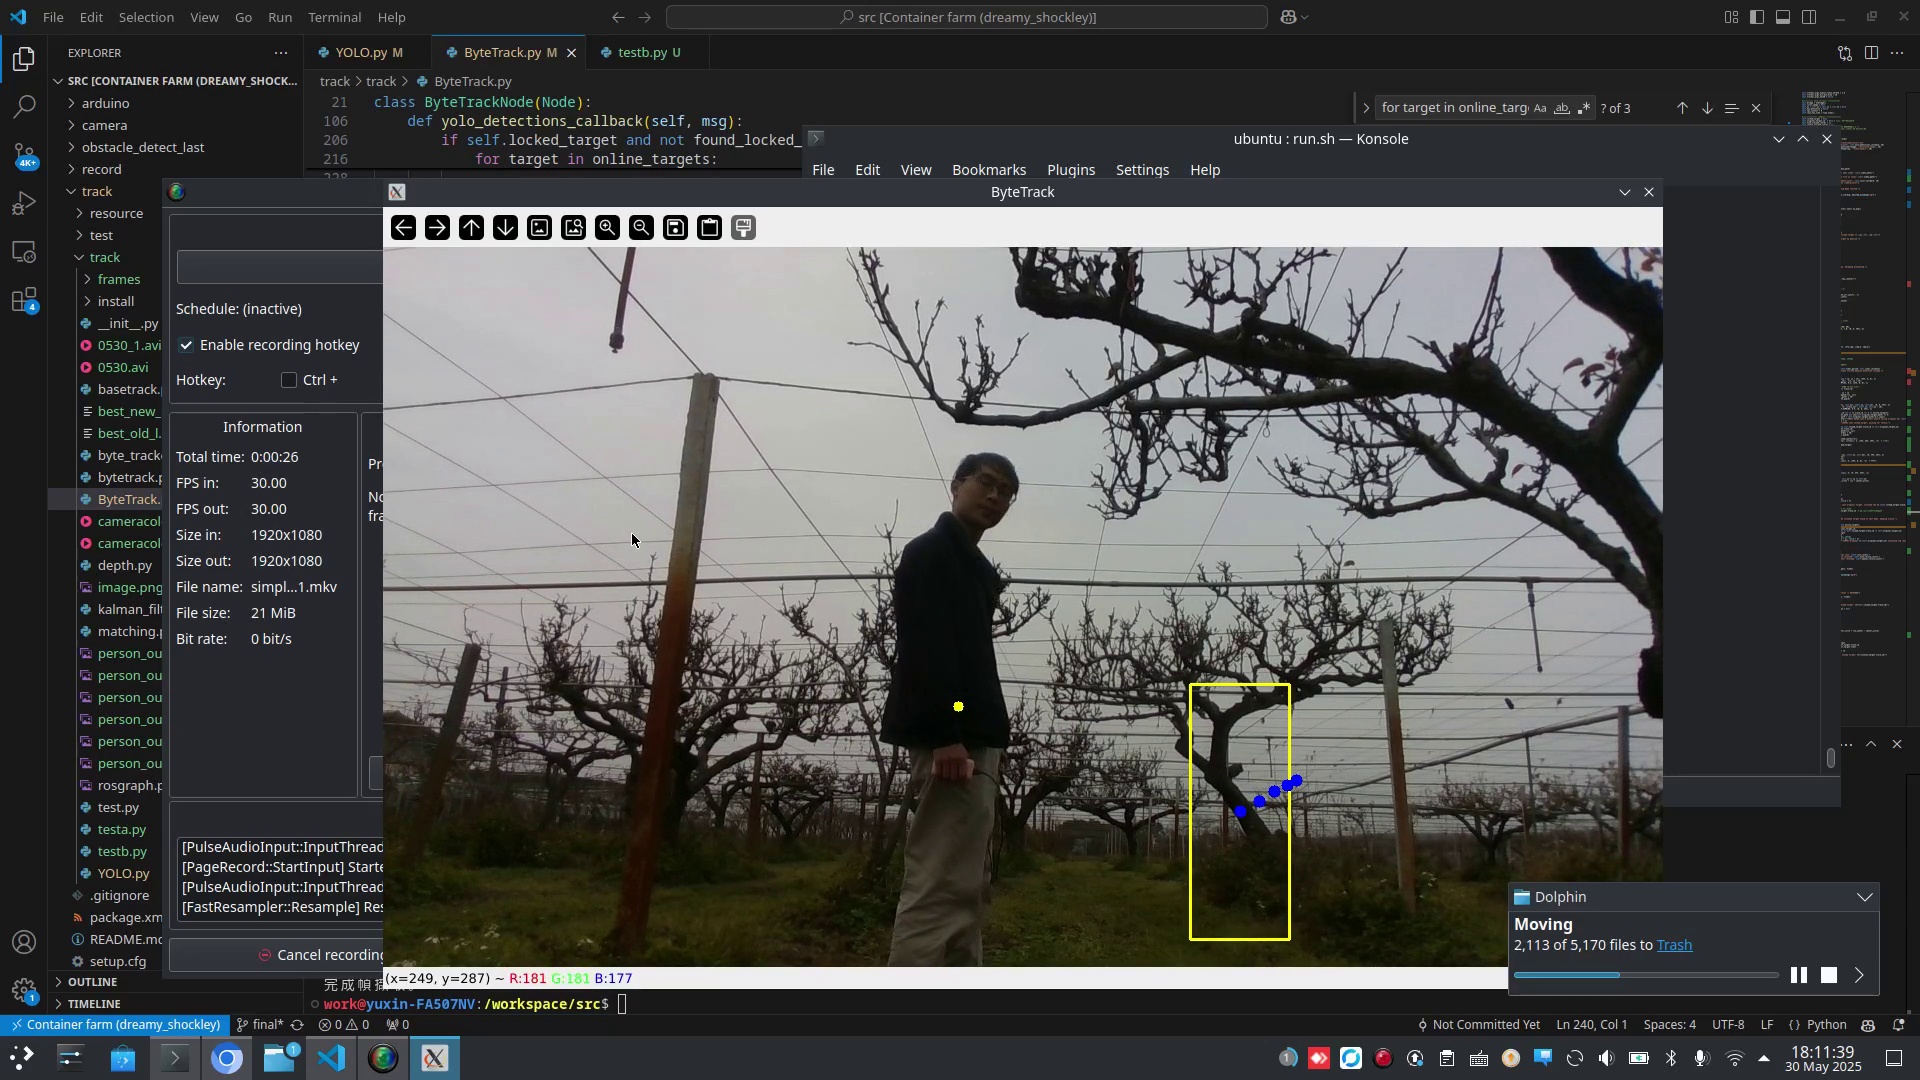 File Edit Selection View Go Run Terminal Help
src [Container farm (dreamy_shockley)]
EXPLORER
SRC [CONTAINER FARM (DREAMY_SHOCK...
arduino
camera
obstacle_detect_last
record
track
resource
test
track
frames
install
__init__.py
0530_1.avi
0530.avi
basetrack.
best_new_
best_old_l.
byte_track
bytetrack.p
ByteTrack.
cameracol
cameracol
depth.py
image.png
kalman_filt
matching.p
person_ou
person_ou
person_ou
person_ou
person_ou
person_ou
rosgraph.p
test.py
testa.py
testb.py
YOLO.py
.gitignore
package.xm
README.md
setup.cfg
OUTLINE
TIMELINE
4K+
4
1
YOLO.py M
ByteTrack.py M
testb.py U
track > track > ByteTrack.py
21 class ByteTrackNode(Node):
106 def yolo_detections_callback(self, msg):
206 if self.locked_target and not found_locked_
216 for target in online_targets:
for target in online_targ
Aa ab
? of 3
ubuntu : run.sh — Konsole
File Edit View Bookmarks Plugins Settings Help
ByteTrack
Schedule: (inactive)
Enable recording hotkey
Hotkey: Ctrl +
Information
Total time: 0:00:26
FPS in: 30.00
FPS out: 30.00
Size in: 1920x1080
Size out: 1920x1080
File name: simpl...1.mkv
File size: 21 MiB
Bit rate: 0 bit/s
Pr
No
fra
[PulseAudioInput::InputThread
[PageRecord::StartInput] Starte
[PulseAudioInput::InputThread
[FastResampler::Resample] Res
Cancel recording
(x=249, y=287) ~ R:181 G:181 B:177
work@yuxin-FA507NV:/workspace/src$
Dolphin
Moving
2,113 of 5,170 files to Trash
Container farm (dreamy_shockley) final* 0 0 0
Not Committed Yet Ln 240, Col 1 Spaces: 4 UTF-8 LF {} Python
1
1
18:11:39
30 May 2025